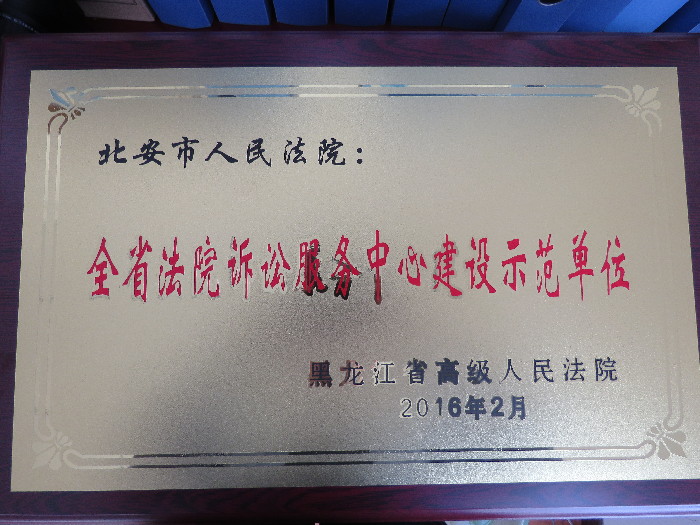 北安市人民法院：
全省法院诉讼服务中心建设示范单位
黑龙江省高级人民法院
2016年2月